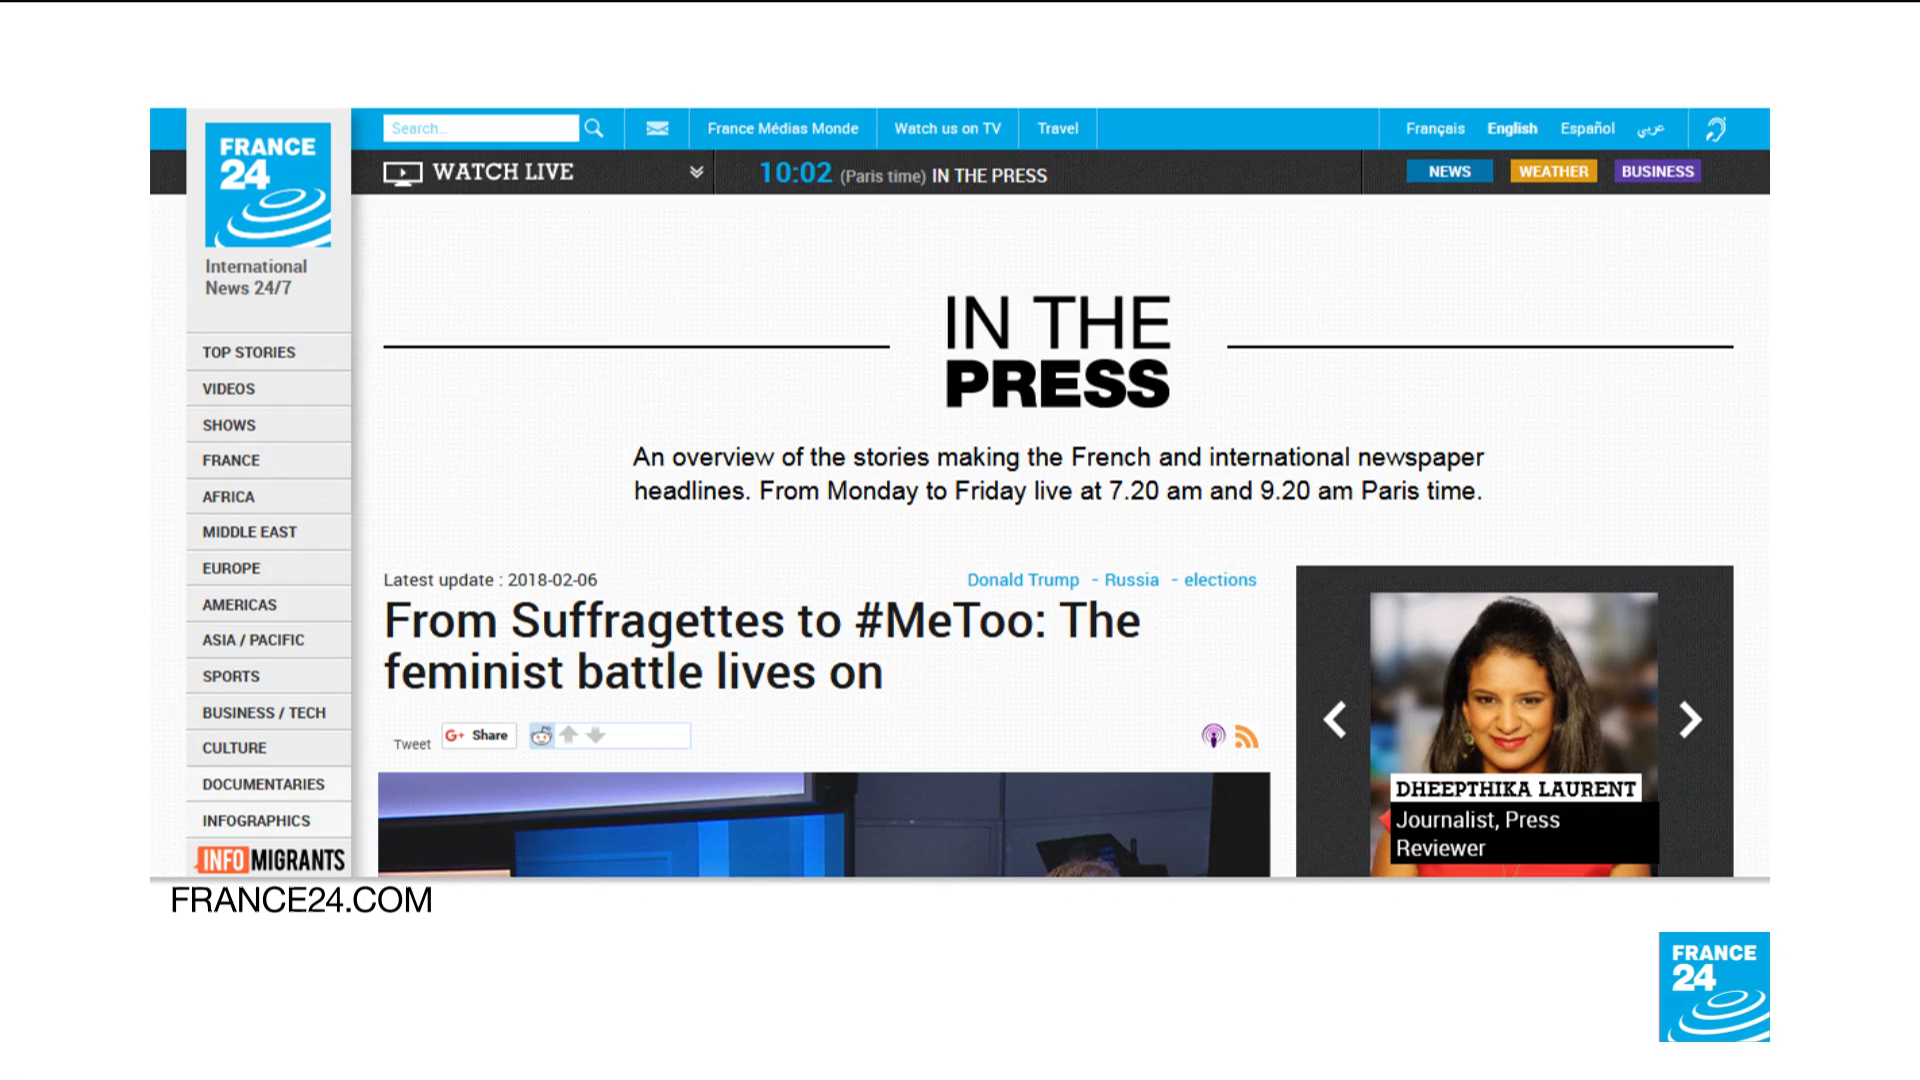 Search...
France Médias Monde
Watch us on TV
Travel
Français
English
Español
عربي
FRANCE
24
International
News 24/7
WATCH LIVE
10:02 (Paris time) IN THE PRESS
NEWS
WEATHER
BUSINESS
TOP STORIES
VIDEOS
SHOWS
FRANCE
AFRICA
MIDDLE EAST
EUROPE
AMERICAS
ASIA / PACIFIC
SPORTS
BUSINESS / TECH
CULTURE
DOCUMENTARIES
INFOGRAPHICS
INFOMIGRANTS
IN THE
PRESS
An overview of the stories making the French and international newspaper
headlines. From Monday to Friday live at 7.20 am and 9.20 am Paris time.
Latest update : 2018-02-06
Donald Trump - Russia - elections
From Suffragettes to #MeToo: The
feminist battle lives on
Tweet
G+ Share
DHEEPTHIKA LAURENT
Journalist, Press
Reviewer
FRANCE24.COM
FRANCE
24